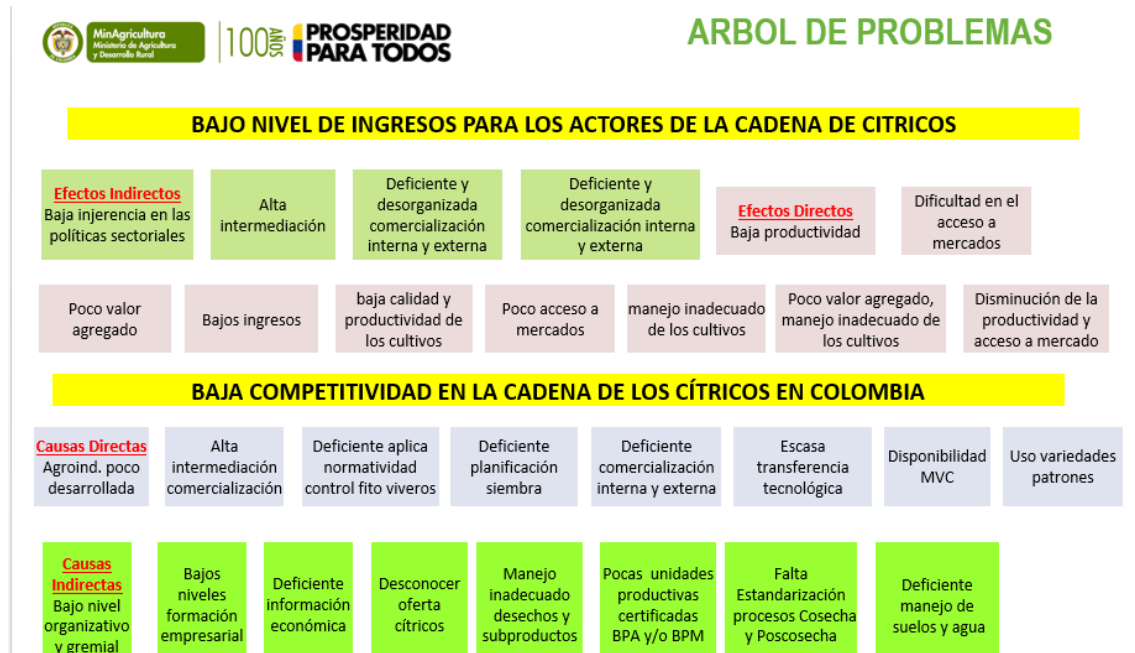 MinAgricultura
Ministerio de Agricultura
y Desarrollo Rural
100 AÑOS
PROSPERIDAD
PARA TODOS
ARBOL DE PROBLEMAS
BAJO NIVEL DE INGRESOS PARA LOS ACTORES DE LA CADENA DE CITRICOS
Efectos Indirectos
Baja injerencia en las
políticas sectoriales
Alta
intermediación
Deficiente y
desorganizada
comercialización
interna y externa
Deficiente y
desorganizada
comercialización interna
y externa
Efectos Directos
Baja productividad
Dificultad en el
acceso a
mercados
Poco valor
agregado
Bajos ingresos
baja calidad y
productividad de
los cultivos
Poco acceso a
mercados
manejo inadecuado
de los cultivos
Poco valor agregado,
manejo inadecuado de
los cultivos
Disminución de la
productividad y
acceso a mercado
BAJA COMPETITIVIDAD EN LA CADENA DE LOS CÍTRICOS EN COLOMBIA
Causas Directas
Agroind. poco
desarrollada
Alta
intermediación
comercialización
Deficiente aplica
normatividad
control fito viveros
Deficiente
planificación
siembra
Deficiente
comercialización
interna y externa
Escasa
transferencia
tecnológica
Disponibilidad
MVC
Uso variedades
patrones
Causas
Indirectas
Bajo nivel
organizativo
y gremial
Bajos
niveles
formación
empresarial
Deficiente
información
económica
Desconocer
oferta
cítricos
Manejo
inadecuado
desechos y
subproductos
Pocas unidades
productivas
certificadas
BPA y/o BPM
Falta
Estandarización
procesos Cosecha
y Poscosecha
Deficiente
manejo de
suelos y agua